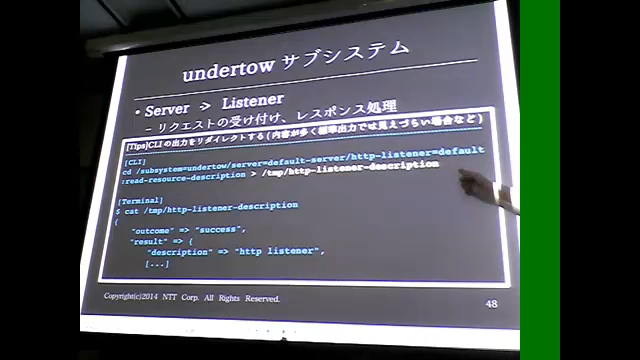 undertow サブシステム
• Server -> Listener
– リクエストの受け付け、レスポンス処理
[Tips]CLIの出力をリダイレクトする(内容が多く標準出力では見えづらい場合など)
[CLI]
cd /subsystem=undertow/server=default-server/http-listener=default
:read-resource-description > /tmp/http-listener-description
[Terminal]
$ cat /tmp/http-listener-description
{
"outcome" => "success",
"result" => {
"description" => "http listener",
[...]
Copyright(c)2014 NTT Corp. All Rights Reserved.
48